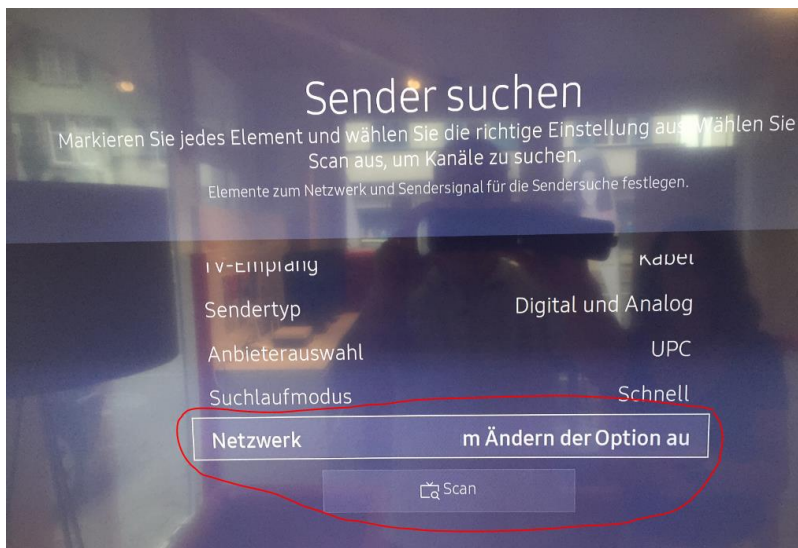 Sender suchen
Markieren Sie jedes Element und wählen Sie die richtige Einstellung aus. Wählen Sie
Scan aus, um Kanäle zu suchen.
Elemente zum Netzwerk und Sendersignal für die Sendersuche festlegen.
TV-Empfang Kabel
Sendertyp Digital und Analog
Anbieterauswahl UPC
Suchlaufmodus Schnell
Netzwerk m Ändern der Option au
Scan